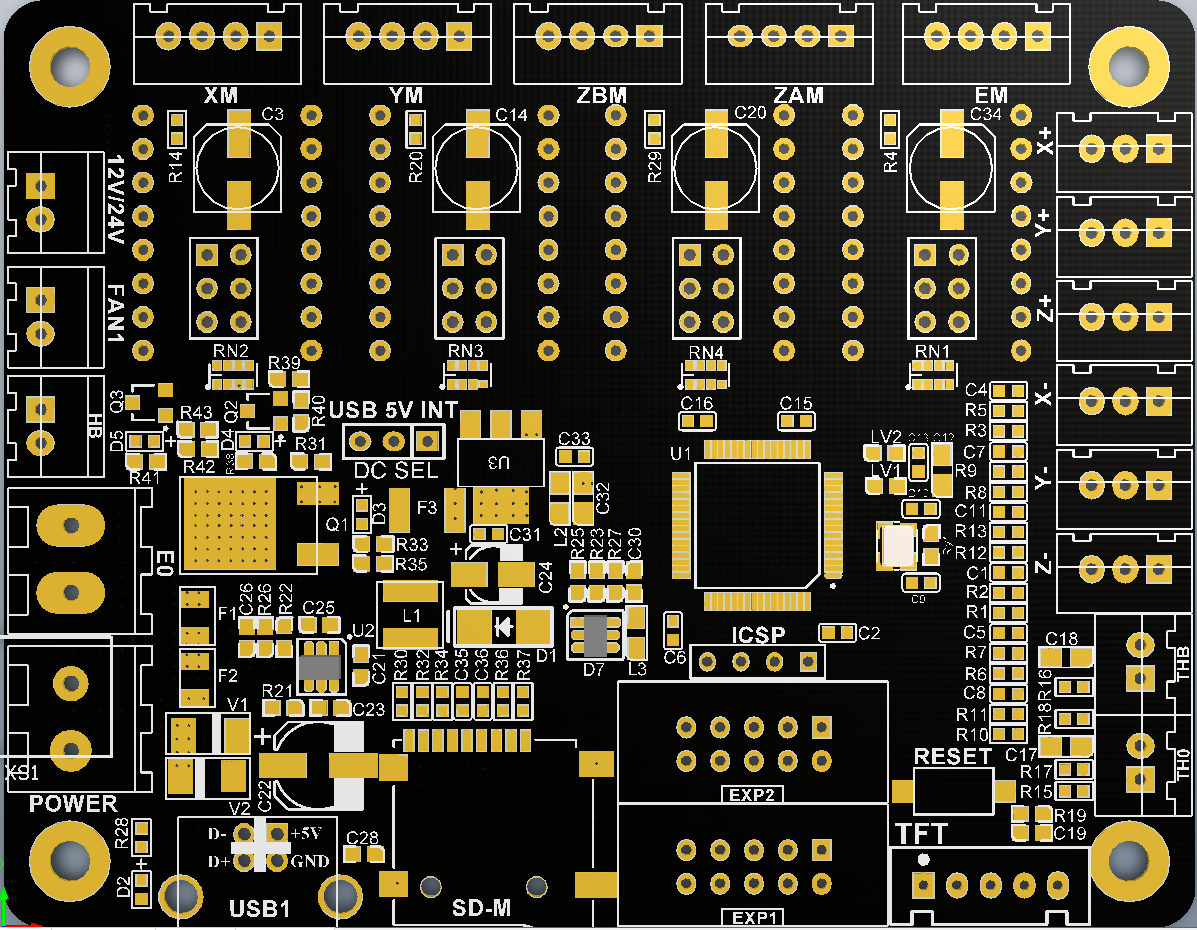 XM YM ZBM ZAM EM
C3 C14 C20 C34
R14 R20 R29 R4
X+
12V/24V
Y+
FAN1
Z+
RN2 RN3 RN4 RN1
R39
Q3 Q2 R40
USB 5V INT
C16 C15
C4
X-
HB
R43
R5
D5 D4
R3
R42 R38 R31
DC SEL
U3
C33
U1
LV2
C7
R41
LV1
R9
Y-
R8
C32
Q1 D3 F3
C11
C31
L2
R13
E0
R33
R35
R25 R23 R27 C30
R12
Z-
C24
C1
C9
R2
F1
C26 R26 R22 C25
L1
R1
U2
D1
D7
L3
C6
ICSP
C2
C5
R7
C18
THB
F2
C21
R30 R32 R34 C35 C36 R36 R37
R6
R16
C8
R21
C23
V1
R11
R18
R10
XS1
RESET
C17
TH0
R17
POWER
V2
C22
EXP2
R15
R28
D- +5V
D+ GND
C28
R19
TFT
C19
D2
USB1
SD-M
EXP1